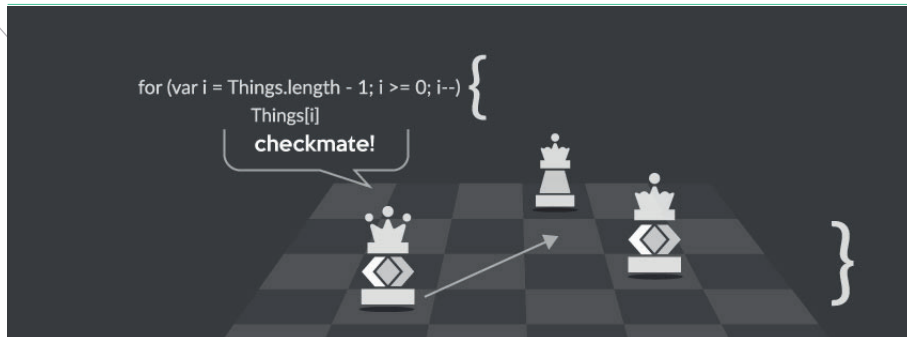 for (var i = Things.length - 1; i >= 0; i--) {
Things[i]
checkmate!
}